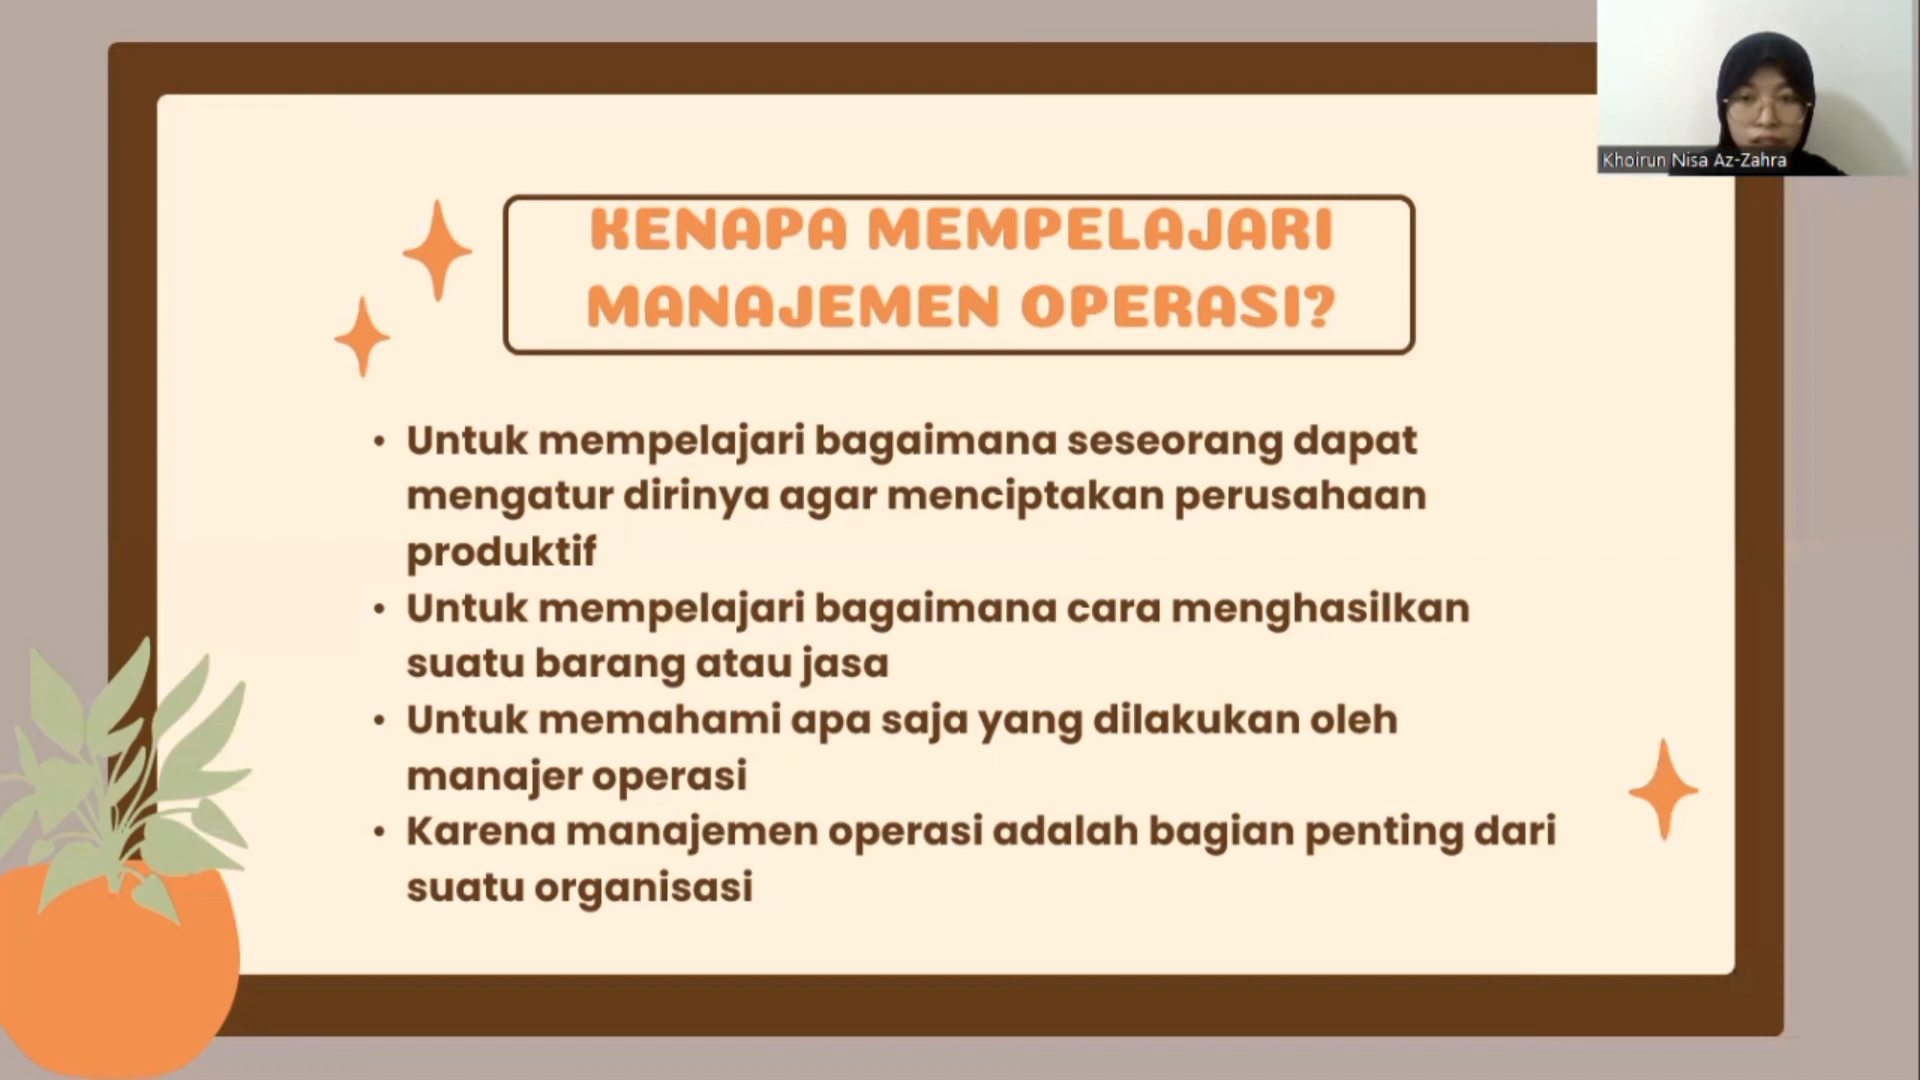 Khoirun Nisa Az-Zahra
KENAPA MEMPELAJARI
MANAJEMEN OPERASI?
• Untuk mempelajari bagaimana seseorang dapat
mengatur dirinya agar menciptakan perusahaan
produktif
• Untuk mempelajari bagaimana cara menghasilkan
suatu barang atau jasa
• Untuk memahami apa saja yang dilakukan oleh
manajer operasi
• Karena manajemen operasi adalah bagian penting dari
suatu organisasi